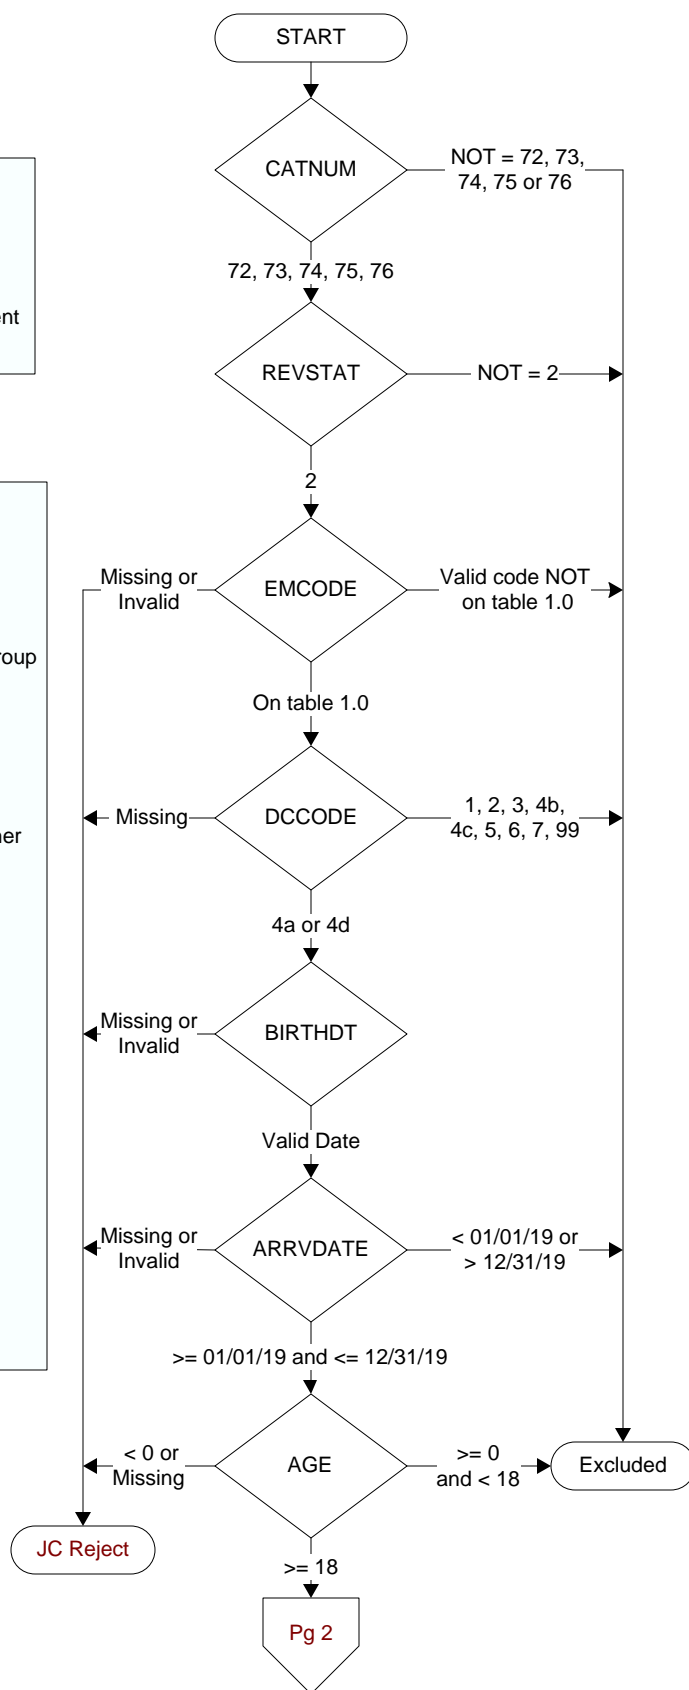 START
CATNUM
NOT = 72, 73,
74, 75 or 76
72, 73, 74, 75, 76
REVSTAT
NOT = 2
2
Missing or
Invalid
EMCODE
Valid code NOT
on table 1.0
On table 1.0
Missing
DCCODE
1, 2, 3, 4b,
4c, 5, 6, 7, 99
4a or 4d
Missing or
Invalid
BIRTHDT
Valid Date
Missing or
Invalid
ARRVDATE
< 01/01/19 or
> 12/31/19
>= 01/01/19 and <= 12/31/19
< 0 or
Missing
AGE
>= 0
and < 18
Excluded
JC Reject
>= 18
Pg 2